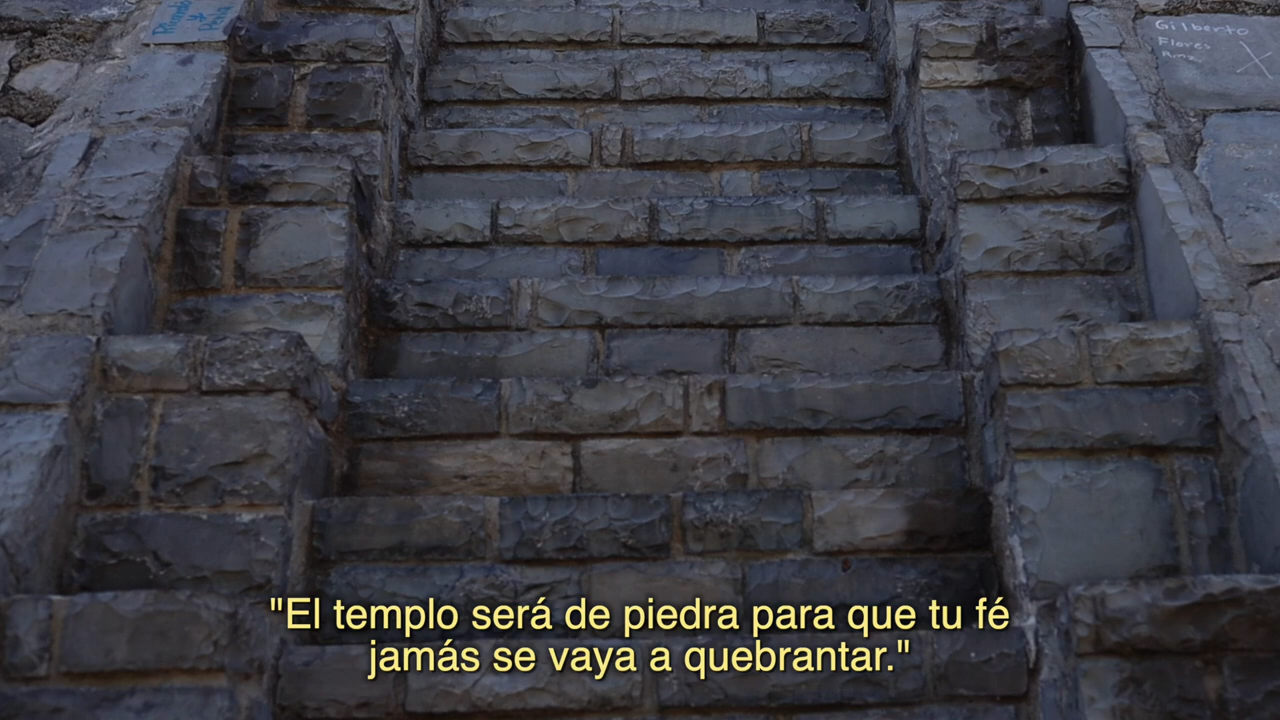 Gilberto
Flores
"El templo será de piedra para que tu fé
jamás se vaya a quebrantar."